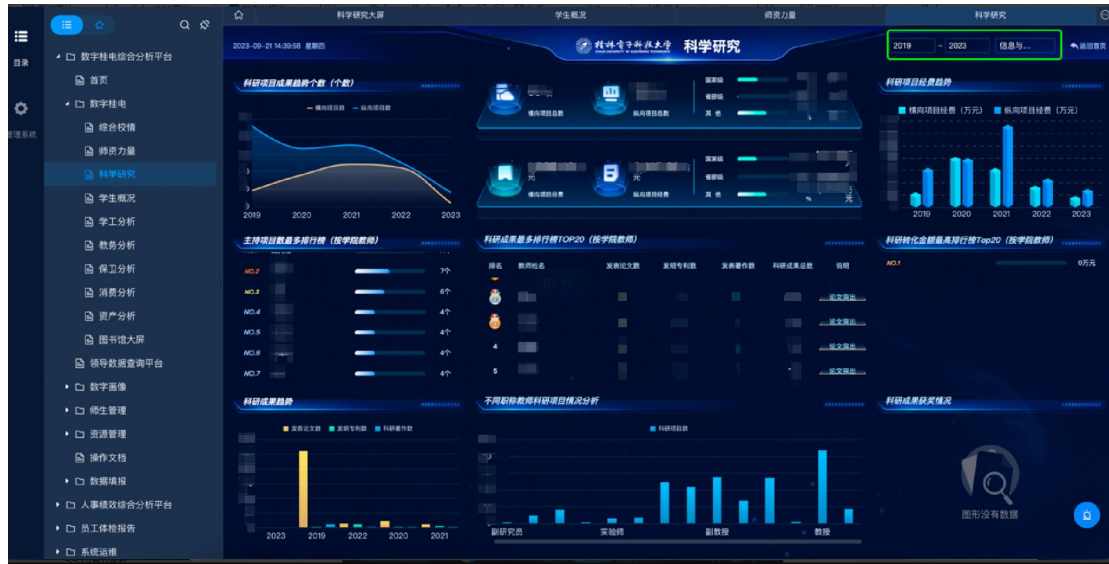 科学研究大屏
学生概况
师资力量
科学研究
目录
管理系统
数字桂电综合分析平台
首页
数字桂电
综合校情
师资力量
科学研究
学生概况
学工分析
教务分析
保卫分析
消费分析
资产分析
图书馆大屏
领导数据查询平台
数字画像
师生管理
资源管理
操作文档
数据填报
人事绩效综合分析平台
员工体检报告
系统运维
2023-09-21 14:39:58 星期四
桂林电子科技大学 科学研究
2019 - 2023 信息与...
返回首页
科研项目成果趋势个数（个数）
横向项目数 纵向项目数
2019 2020 2021 2022 2023
横向项目总数
纵向项目总数
国家级
省部级
其 他
元
横向项目经费
元
纵向项目经费
国家级
省部级
其 他
% 元
科研项目经费趋势
横向项目经费（万元） 纵向项目经费（万元）
2019 2020 2021 2022 2023
主持项目数最多排行榜（按学院教师）
NO.2 7个
NO.3 6个
NO.4 4个
NO.5 4个
NO.6 4个
NO.7 4个
科研成果最多排行榜TOP20（按学院教师）
排名 教师姓名 发表论文数 发明专利数 发表著作数 科研成果总数 说明
论文突出
论文突出
4 论文突出
5 论文突出
科研转化金额最高排行榜Top20（按学院教师）
NO.1 0万元
科研成果趋势
发表论文数 发明专利数 科研著作数
2023 2019 2022 2020 2021
不同职称教师科研项目情况分析
科研项目数
副研究员 实验师 副教授 教授
科研成果获奖情况
图形没有数据